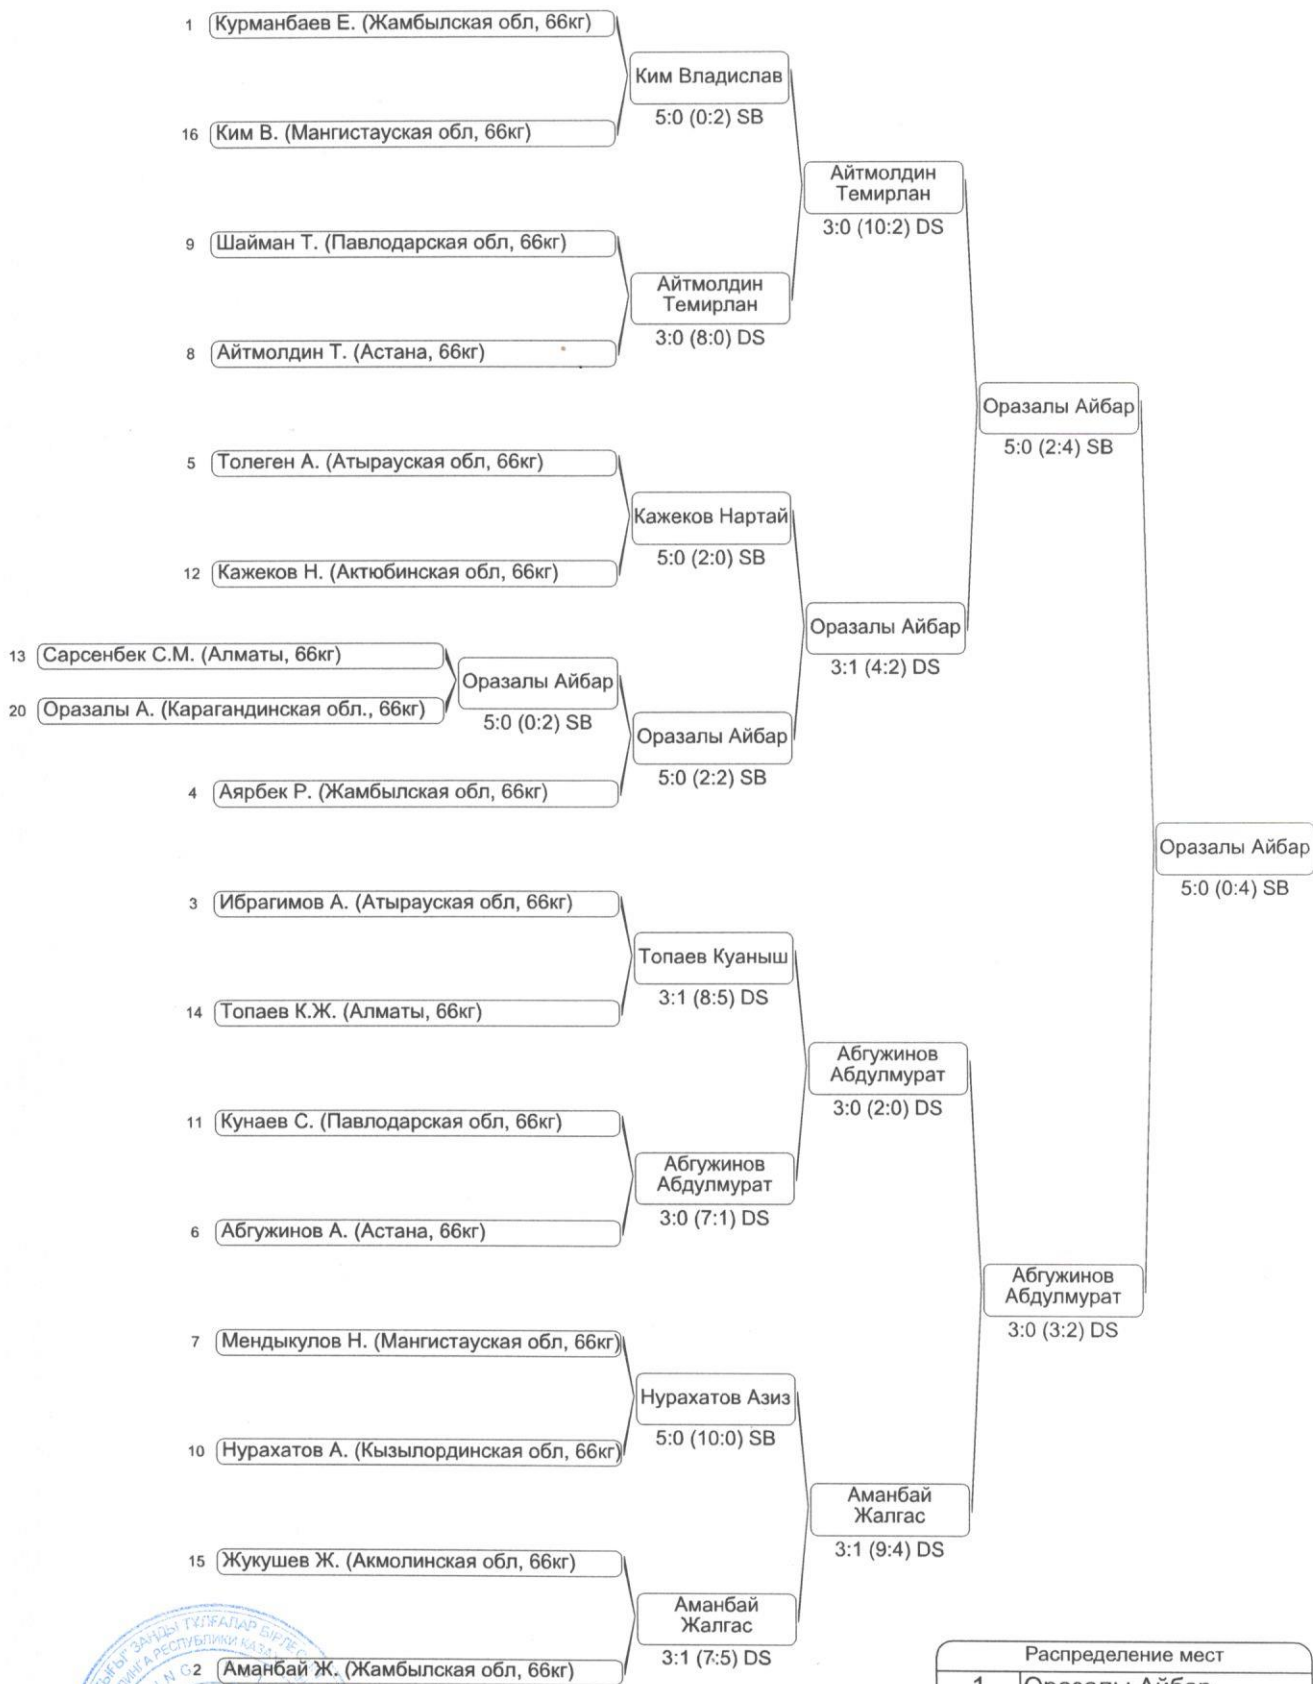 1 Курманбаев Е. (Жамбылская обл, 66кг)
Ким Владислав
5:0 (0:2) SB
16 Ким В. (Мангистауская обл, 66кг)
Айтмолдин
Темирлан
3:0 (10:2) DS
9 Шайман Т. (Павлодарская обл, 66кг)
Айтмолдин
Темирлан
3:0 (8:0) DS
8 Айтмолдин Т. (Астана, 66кг)
Оразалы Айбар
5:0 (2:4) SB
5 Толеген А. (Атырауская обл, 66кг)
Кажеков Нартай
5:0 (2:0) SB
12 Кажеков Н. (Актюбинская обл, 66кг)
Оразалы Айбар
3:1 (4:2) DS
13 Сарсенбек С.М. (Алматы, 66кг)
Оразалы Айбар
5:0 (0:2) SB
20 Оразалы А. (Карагандинская обл., 66кг)
Оразалы Айбар
5:0 (2:2) SB
4 Аярбек Р. (Жамбылская обл, 66кг)
Оразалы Айбар
5:0 (0:4) SB
3 Ибрагимов А. (Атырауская обл, 66кг)
Топаев Куаныш
3:1 (8:5) DS
14 Топаев К.Ж. (Алматы, 66кг)
Абгужинов
Абдулмурат
3:0 (2:0) DS
11 Кунаев С. (Павлодарская обл, 66кг)
Абгужинов
Абдулмурат
3:0 (7:1) DS
6 Абгужинов А. (Астана, 66кг)
Абгужинов
Абдулмурат
3:0 (3:2) DS
7 Мендыкулов Н. (Мангистауская обл, 66кг)
Нурахатов Азиз
5:0 (10:0) SB
10 Нурахатов А. (Кызылординская обл, 66кг)
Аманбай
Жалгас
3:1 (9:4) DS
15 Жукушев Ж. (Акмолинская обл, 66кг)
Аманбай
Жалгас
3:1 (7:5) DS
2 Аманбай Ж. (Жамбылская обл, 66кг)
ЗАҢДЫ ТҰЛҒАЛАР
РЕСПУБЛИКИ
Распределение мест
1 Оразалы Айбар